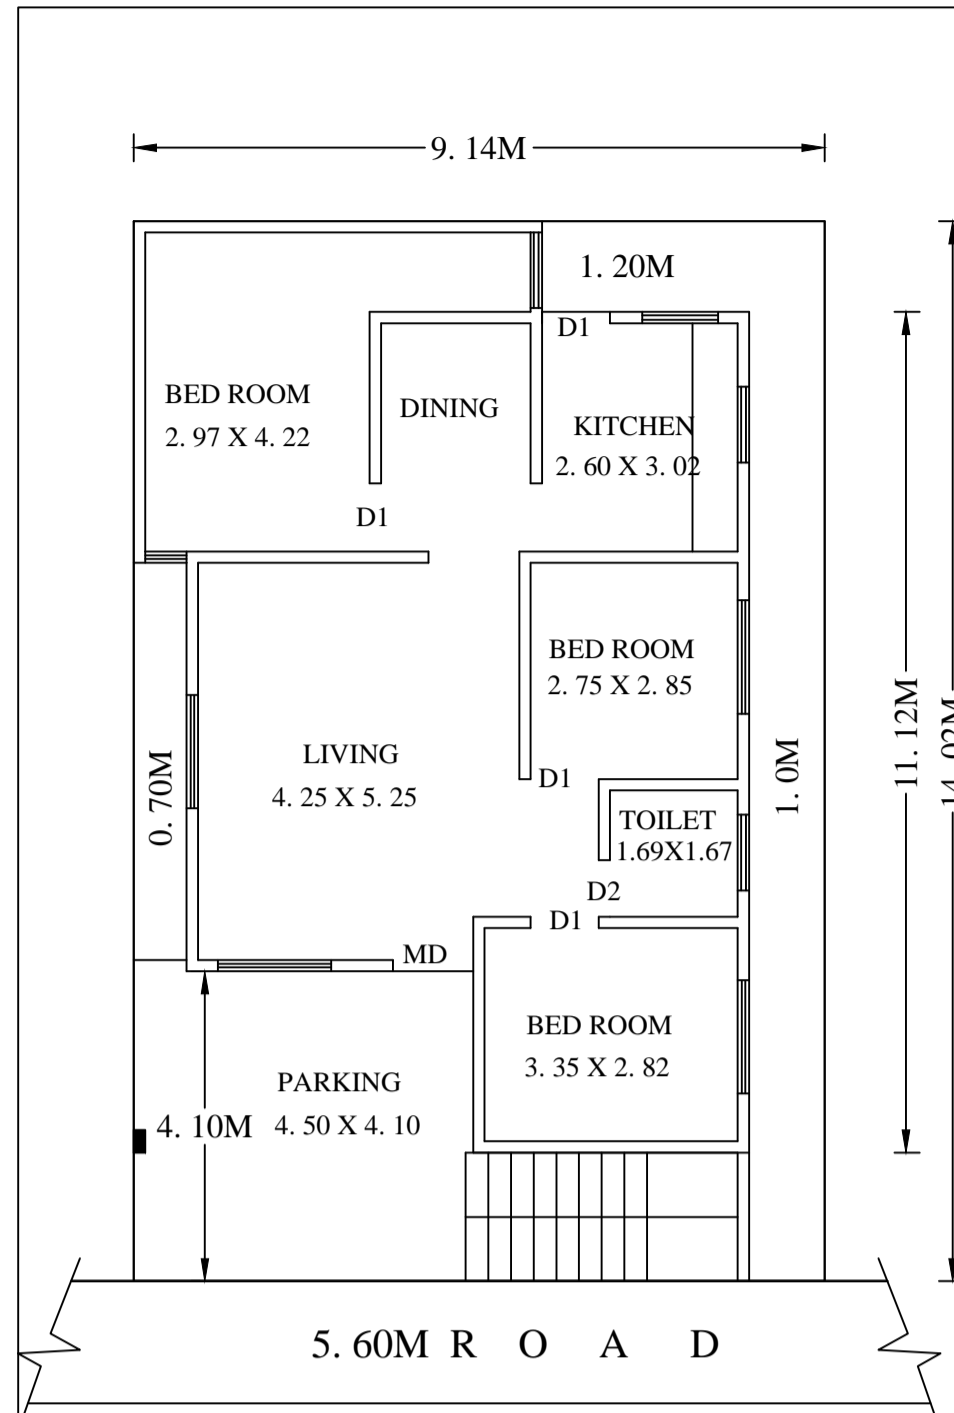 9. 14M
1. 20M
D1
BED ROOM
2. 97 X 4. 22
DINING
KITCHEN
2. 60 X 3. 02
D1
BED ROOM
2. 75 X 2. 85
11. 12M
14. 02M
LIVING
4. 25 X 5. 25
0. 70M
D1
1. 0M
TOILET
1.69X1.67
D2
D1
MD
BED ROOM
3. 35 X 2. 82
PARKING
4. 50 X 4. 10
4. 10M
5. 60M R O A D